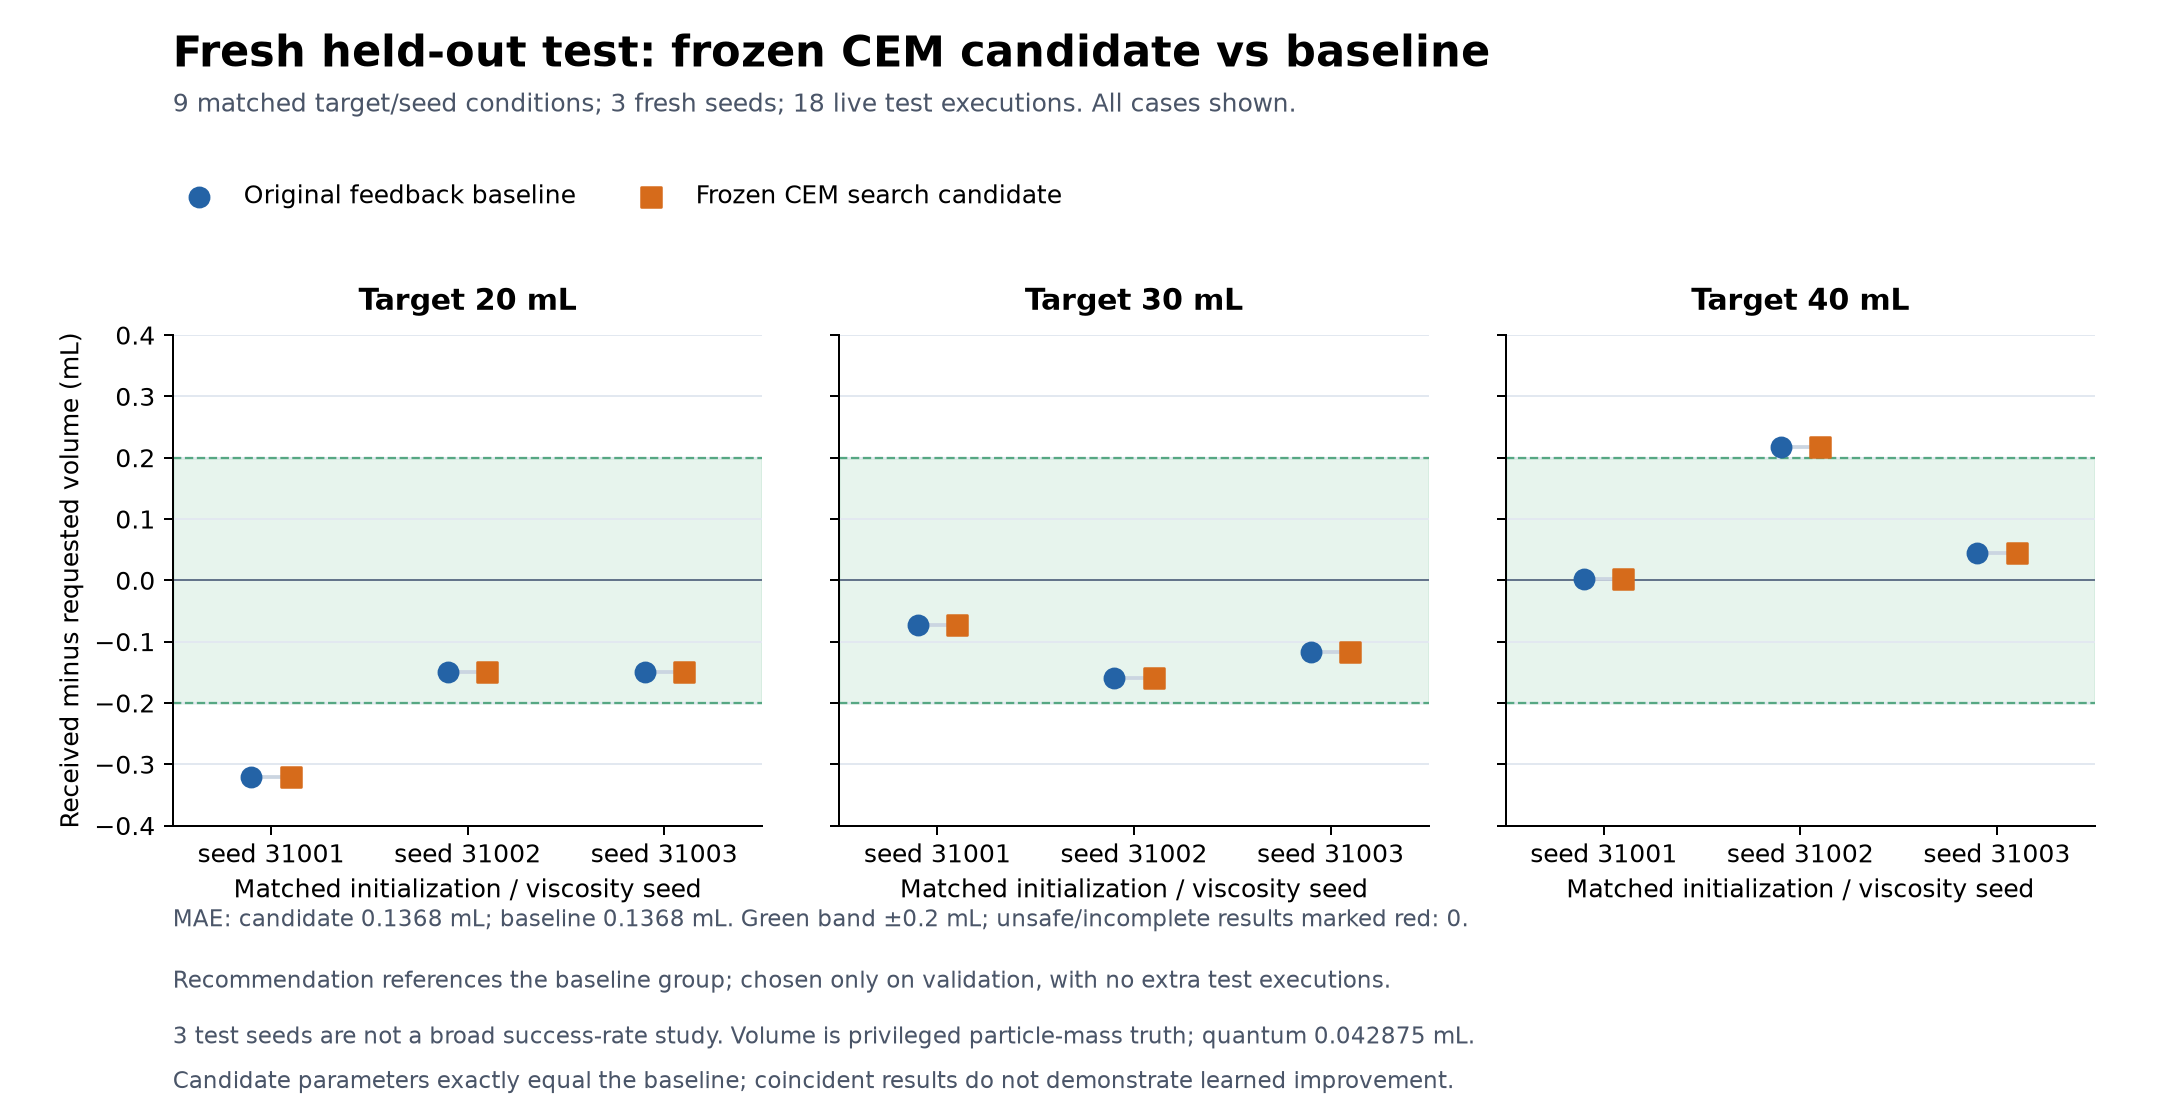 Fresh held-out test: frozen CEM candidate vs baseline
9 matched target/seed conditions; 3 fresh seeds; 18 live test executions. All cases shown.
Original feedback baseline
Frozen CEM search candidate
Target 20 mL
Target 30 mL
Target 40 mL
Received minus requested volume (mL)
0.4
0.3
0.2
0.1
0.0
−0.1
−0.2
−0.3
−0.4
seed 31001 seed 31002 seed 31003
seed 31001 seed 31002 seed 31003
seed 31001 seed 31002 seed 31003
Matched initialization / viscosity seed
Matched initialization / viscosity seed
Matched initialization / viscosity seed
MAE: candidate 0.1368 mL; baseline 0.1368 mL. Green band ±0.2 mL; unsafe/incomplete results marked red: 0.
Recommendation references the baseline group; chosen only on validation, with no extra test executions.
3 test seeds are not a broad success-rate study. Volume is privileged particle-mass truth; quantum 0.042875 mL.
Candidate parameters exactly equal the baseline; coincident results do not demonstrate learned improvement.